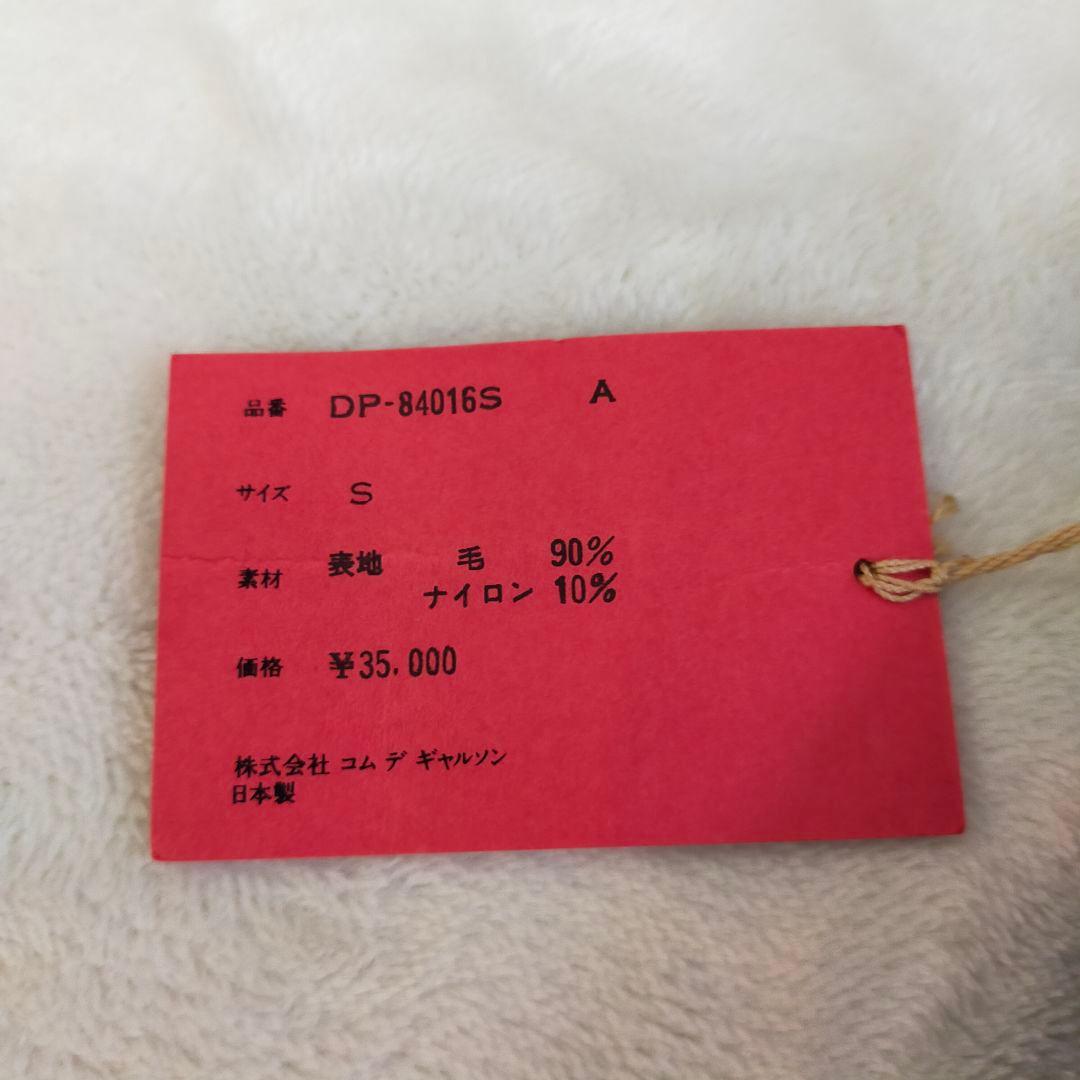 品番 DP-84016S A
サイズ S
素材 表地 毛 90%
ナイロン 10%
価格 ¥35,000
株式会社 コム デ ギャルソン
日本製